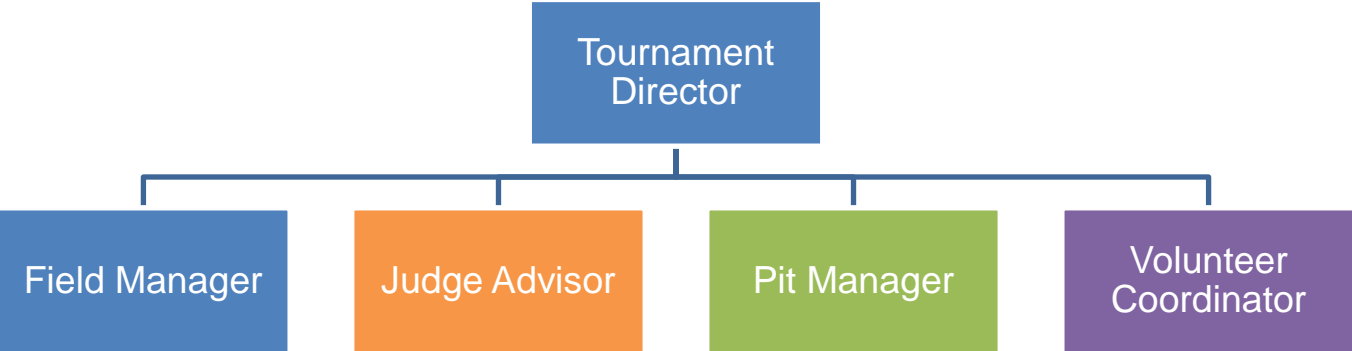 Tournament
Director
Field Manager
Judge Advisor
Pit Manager
Volunteer
Coordinator